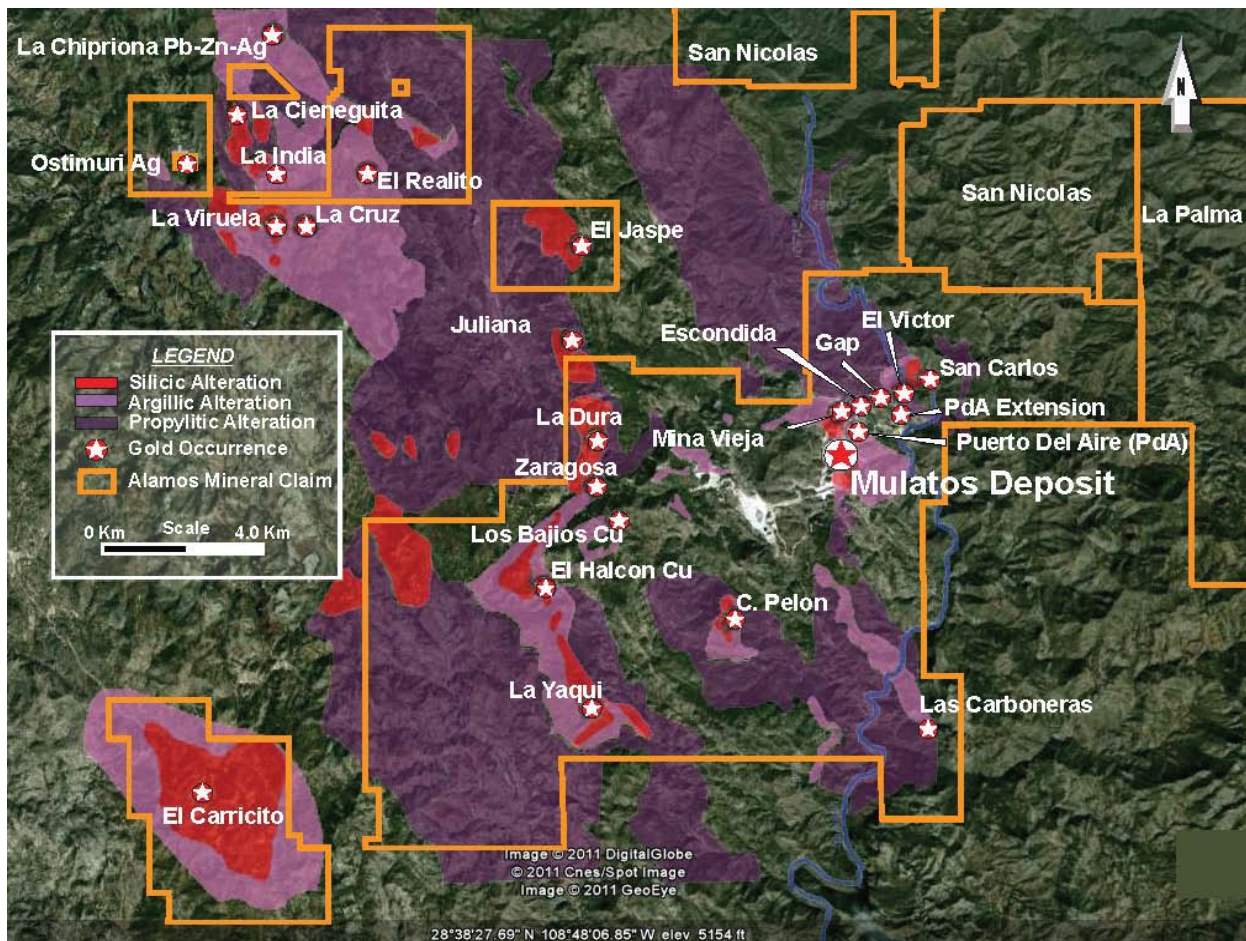 La Chipriona Pb-Zn-Ag
San Nicolas
N
La Cieneguita
Ostimuri Ag
La India
El Realito
San Nicolas
La Palma
La Viruela
La Cruz
El Jaspe
Juliana
Escondida
Gap
El Victor
San Carlos
LEGEND
Silicic Alteration
Argillic Alteration
Propylitic Alteration
Gold Occurrence
Alamos Mineral Claim
0 Km
Scale
4.0 Km
La Dura
Mina Vieja
PdA Extension
Puerto Del Aire (PdA)
Zaragosa
Mulatos Deposit
Los Bajios Cu
El Halcon Cu
C. Pelon
La Yaqui
Las Carboneras
El Carricito
Image © 2011 DigitalGlobe
© 2011 Cnes/Spot Image
Image © 2011 GeoEye
28°38'27.69" N 108°48'06.85" W elev 5154 ft